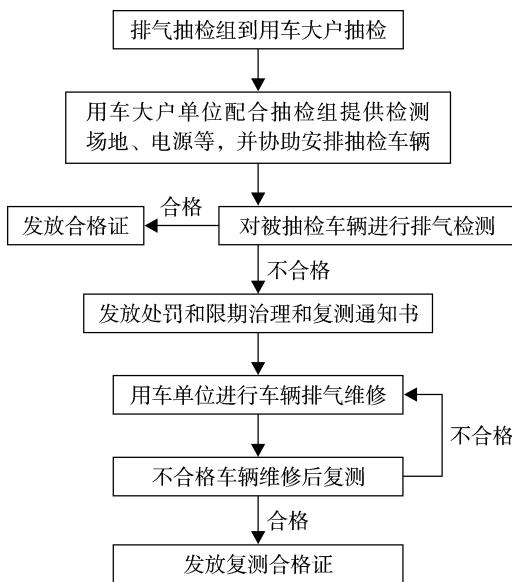 排气抽检组到用车大户抽检
用车大户单位配合抽检组提供检测
场地、电源等，并协助安排抽检车辆
合格
发放合格证
对被抽检车辆进行排气检测
不合格
发放处罚和限期治理和复测通知书
用车单位进行车辆排气维修
不合格
不合格车辆维修后复测
合格
发放复测合格证